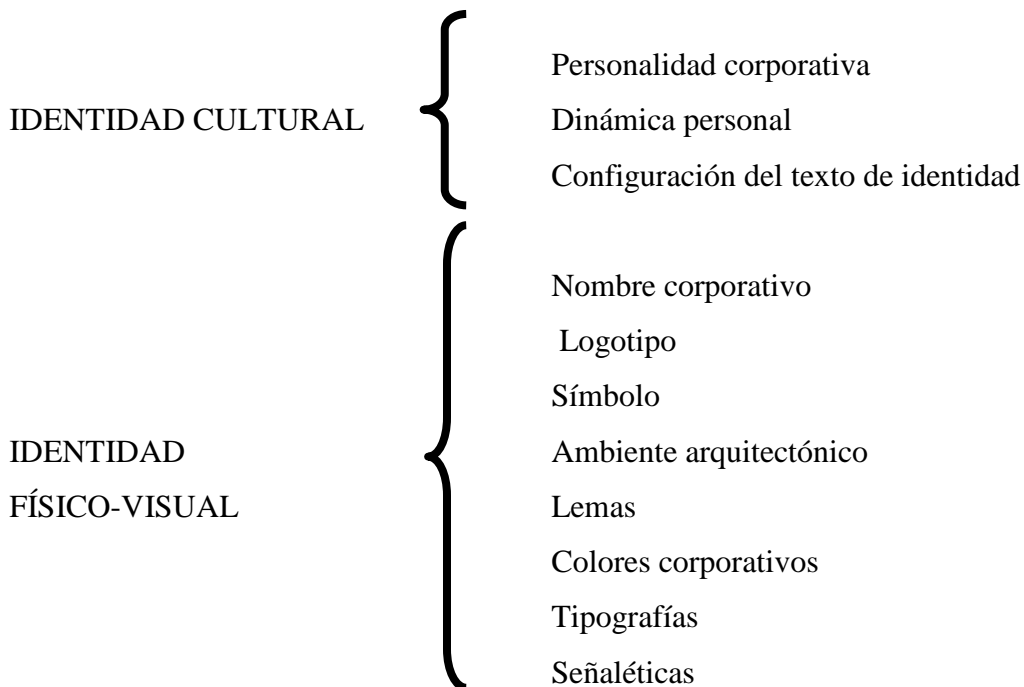 IDENTIDAD CULTURAL
Personalidad corporativa
Dinámica personal
Configuración del texto de identidad
IDENTIDAD
FÍSICO-VISUAL
Nombre corporativo
Logotipo
Símbolo
Ambiente arquitectónico
Lemas
Colores corporativos
Tipografías
Señaléticas